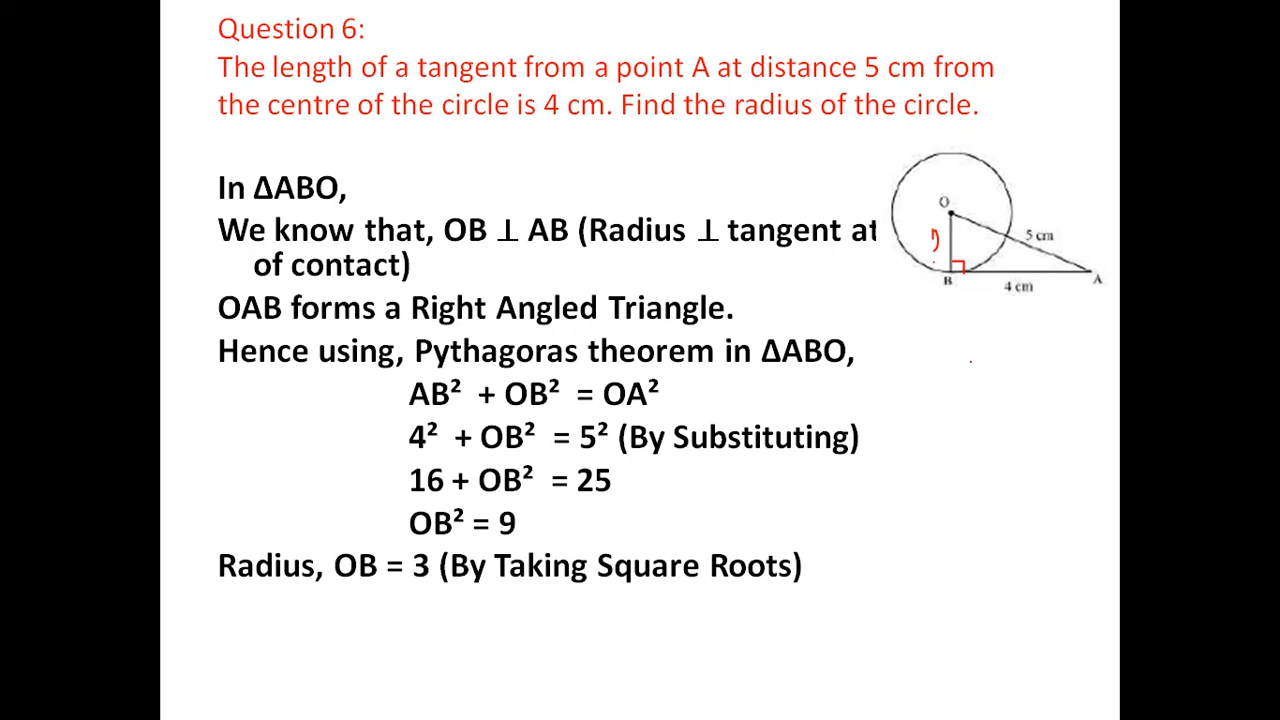 Question 6:
The length of a tangent from a point A at distance 5 cm from
the centre of the circle is 4 cm. Find the radius of the circle.
In ∆ABO,
We know that, OB ⊥ AB (Radius ⊥ tangent at
of contact)
OAB forms a Right Angled Triangle.
Hence using, Pythagoras theorem in ∆ABO,
AB² + OB² = OA²
4² + OB² = 5² (By Substituting)
16 + OB² = 25
OB² = 9
Radius, OB = 3 (By Taking Square Roots)
O
5 cm
B
4 cm
A